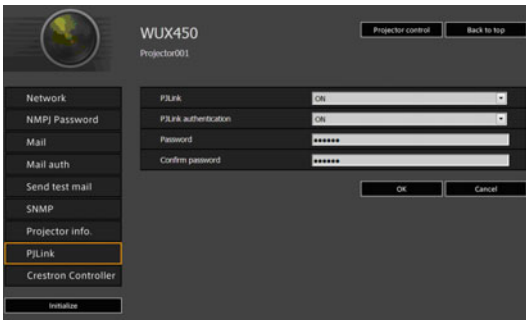 WUX450
Projector control
Back to top
Projector001
Network
NMPJ Password
Mail
Mail auth
Send test mail
SNMP
Projector info.
PJLink
Crestron Controller
Initialize
PJLink ON
PJLink authentication ON
Password ●●●●●●
Confirm password ●●●●●●
OK
Cancel